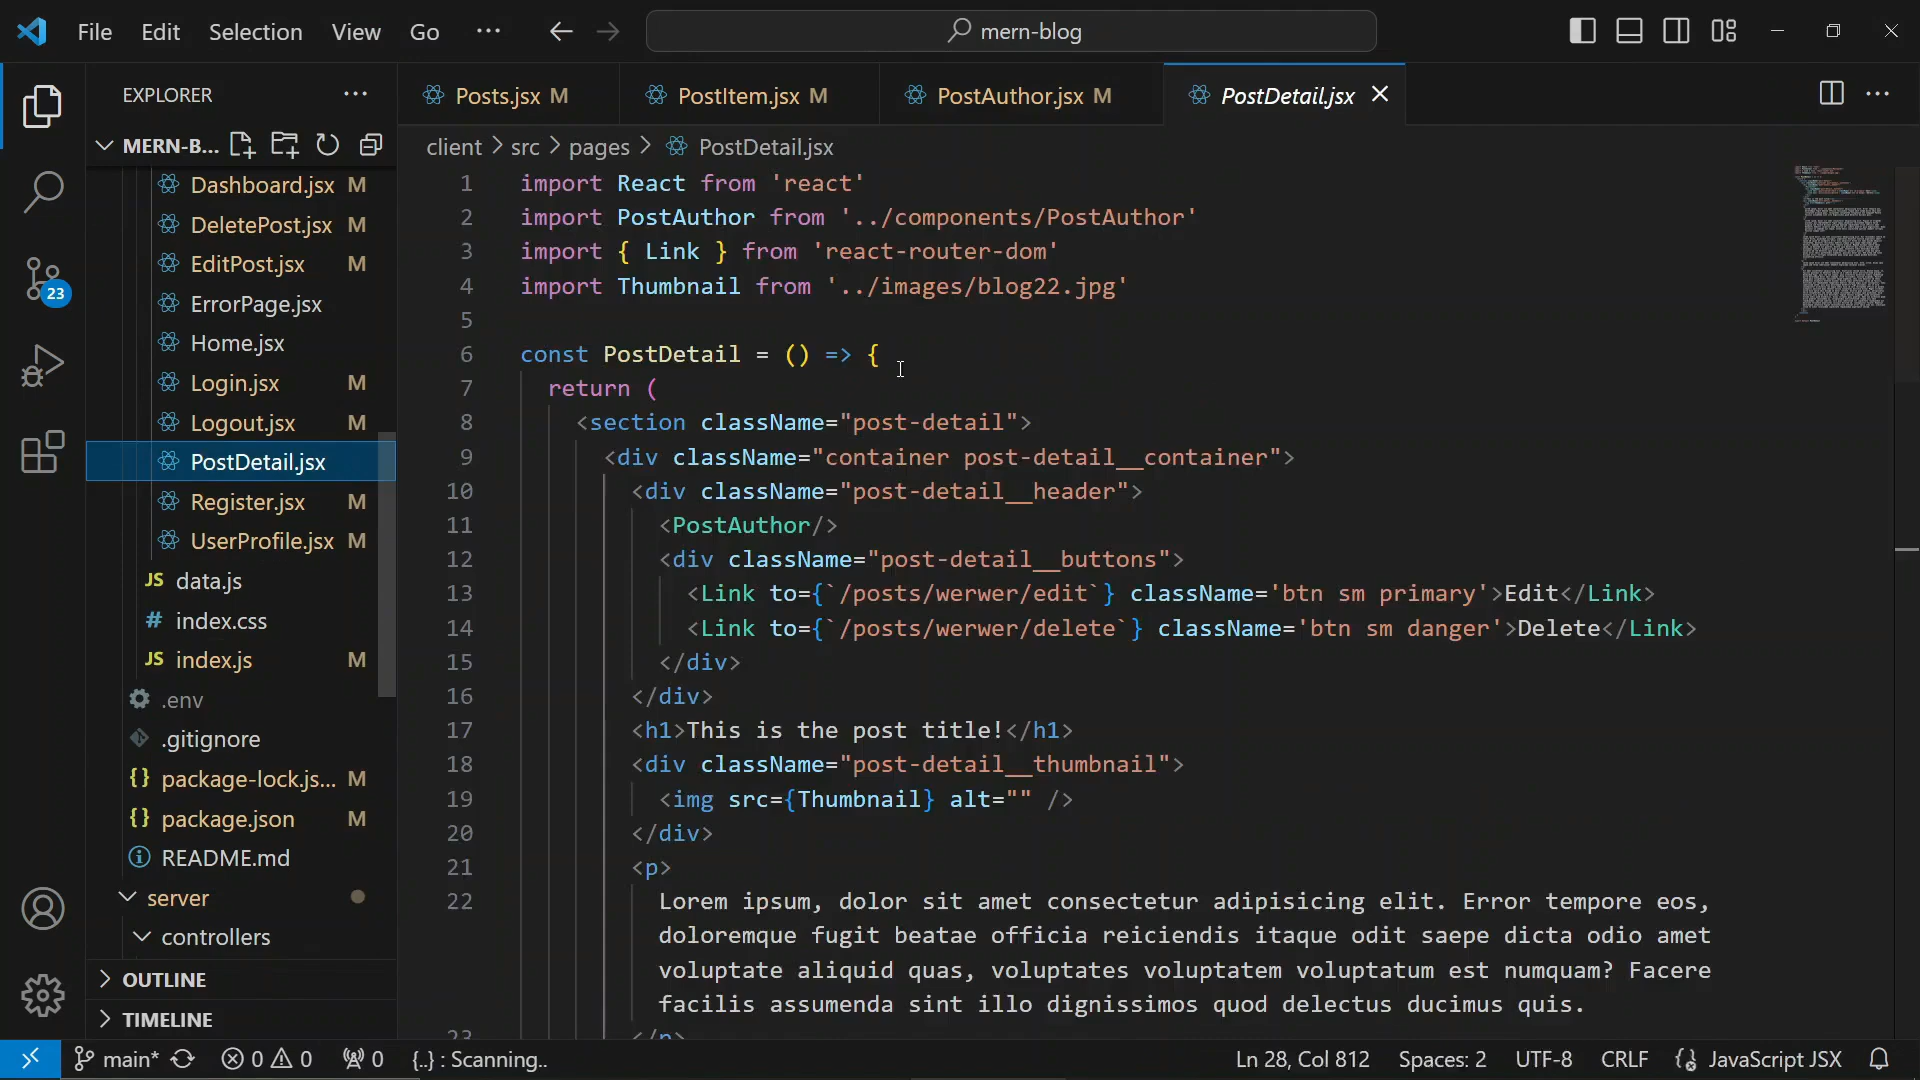 File Edit Selection View Go ··· mern-blog
EXPLORER ···
MERN-B...
Dashboard.jsx M
DeletePost.jsx M
EditPost.jsx M
ErrorPage.jsx
Home.jsx
Login.jsx M
Logout.jsx M
PostDetail.jsx
Register.jsx M
UserProfile.jsx M
JS data.js
# index.css
JS index.js M
.env
.gitignore
{} package-lock.js... M
{} package.json M
README.md
server
controllers
OUTLINE
TIMELINE
23
Posts.jsx M PostItem.jsx M PostAuthor.jsx M PostDetail.jsx
client > src > pages > PostDetail.jsx
1 import React from 'react'
2 import PostAuthor from '../components/PostAuthor'
3 import { Link } from 'react-router-dom'
4 import Thumbnail from '../images/blog22.jpg'
5
6 const PostDetail = () => {
7 return (
8 <section className="post-detail">
9 <div className="container post-detail__container">
10 <div className="post-detail__header">
11 <PostAuthor/>
12 <div className="post-detail__buttons">
13 <Link to={`/posts/werwer/edit`} className='btn sm primary'>Edit</Link>
14 <Link to={`/posts/werwer/delete`} className='btn sm danger'>Delete</Link>
15 </div>
16 </div>
17 <h1>This is the post title!</h1>
18 <div className="post-detail__thumbnail">
19 <img src={Thumbnail} alt="" />
20 </div>
21 <p>
22 Lorem ipsum, dolor sit amet consectetur adipisicing elit. Error tempore eos,
doloremque fugit beatae officia reiciendis itaque odit saepe dicta odio amet
voluptate aliquid quas, voluptates voluptatem voluptatum est numquam? Facere
facilis assumenda sint illo dignissimos quod delectus ducimus quis.
23 </p>
main* 0 0 0 {..} : Scanning.. Ln 28, Col 812 Spaces: 2 UTF-8 CRLF JavaScript JSX